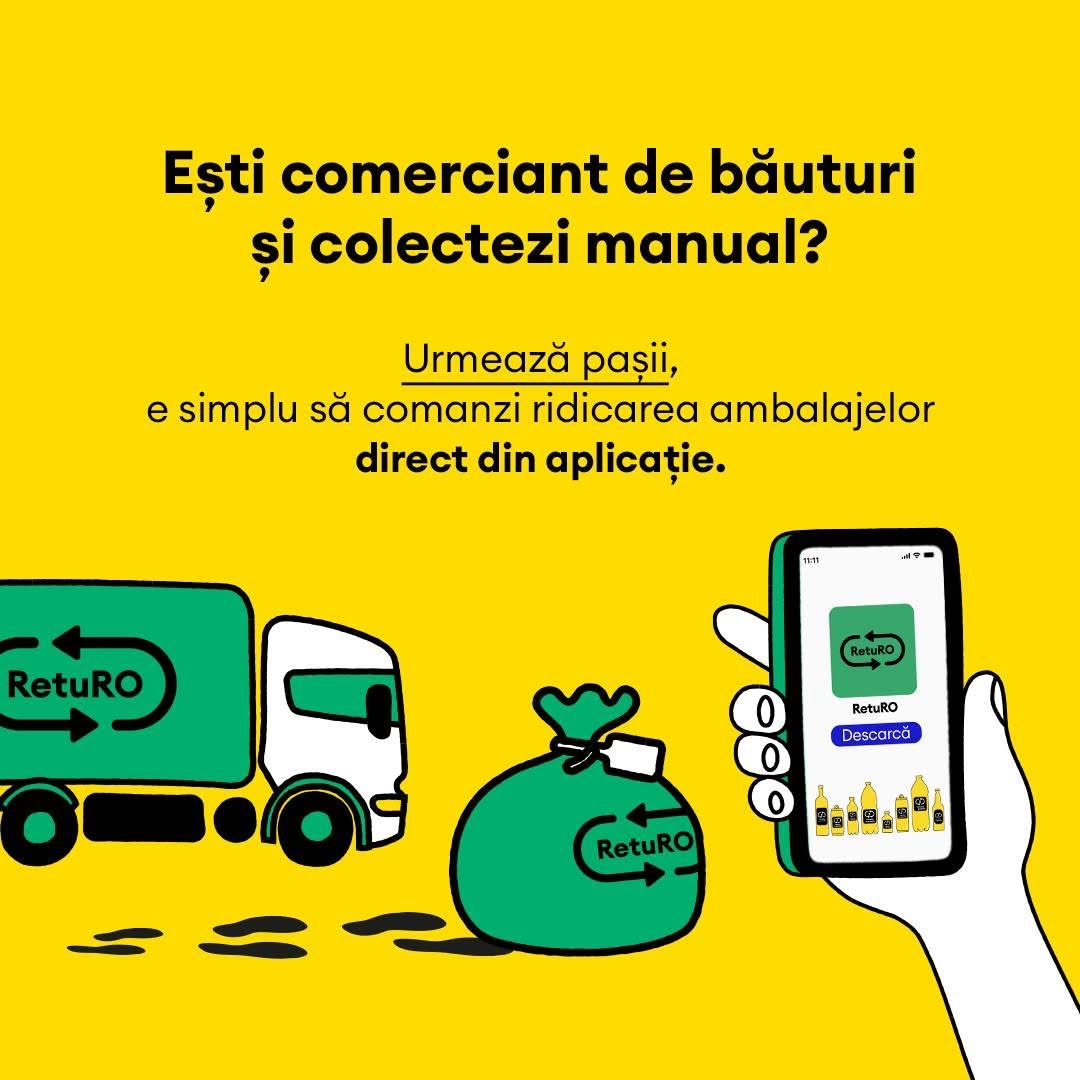 Ești comerciant de băuturi
și colectezi manual?
Urmează pașii,
e simplu să comanzi ridicarea ambalajelor
direct din aplicație.
11:11
RetuRO
RetuRO
Descarcă
RetuRO
RetuRO